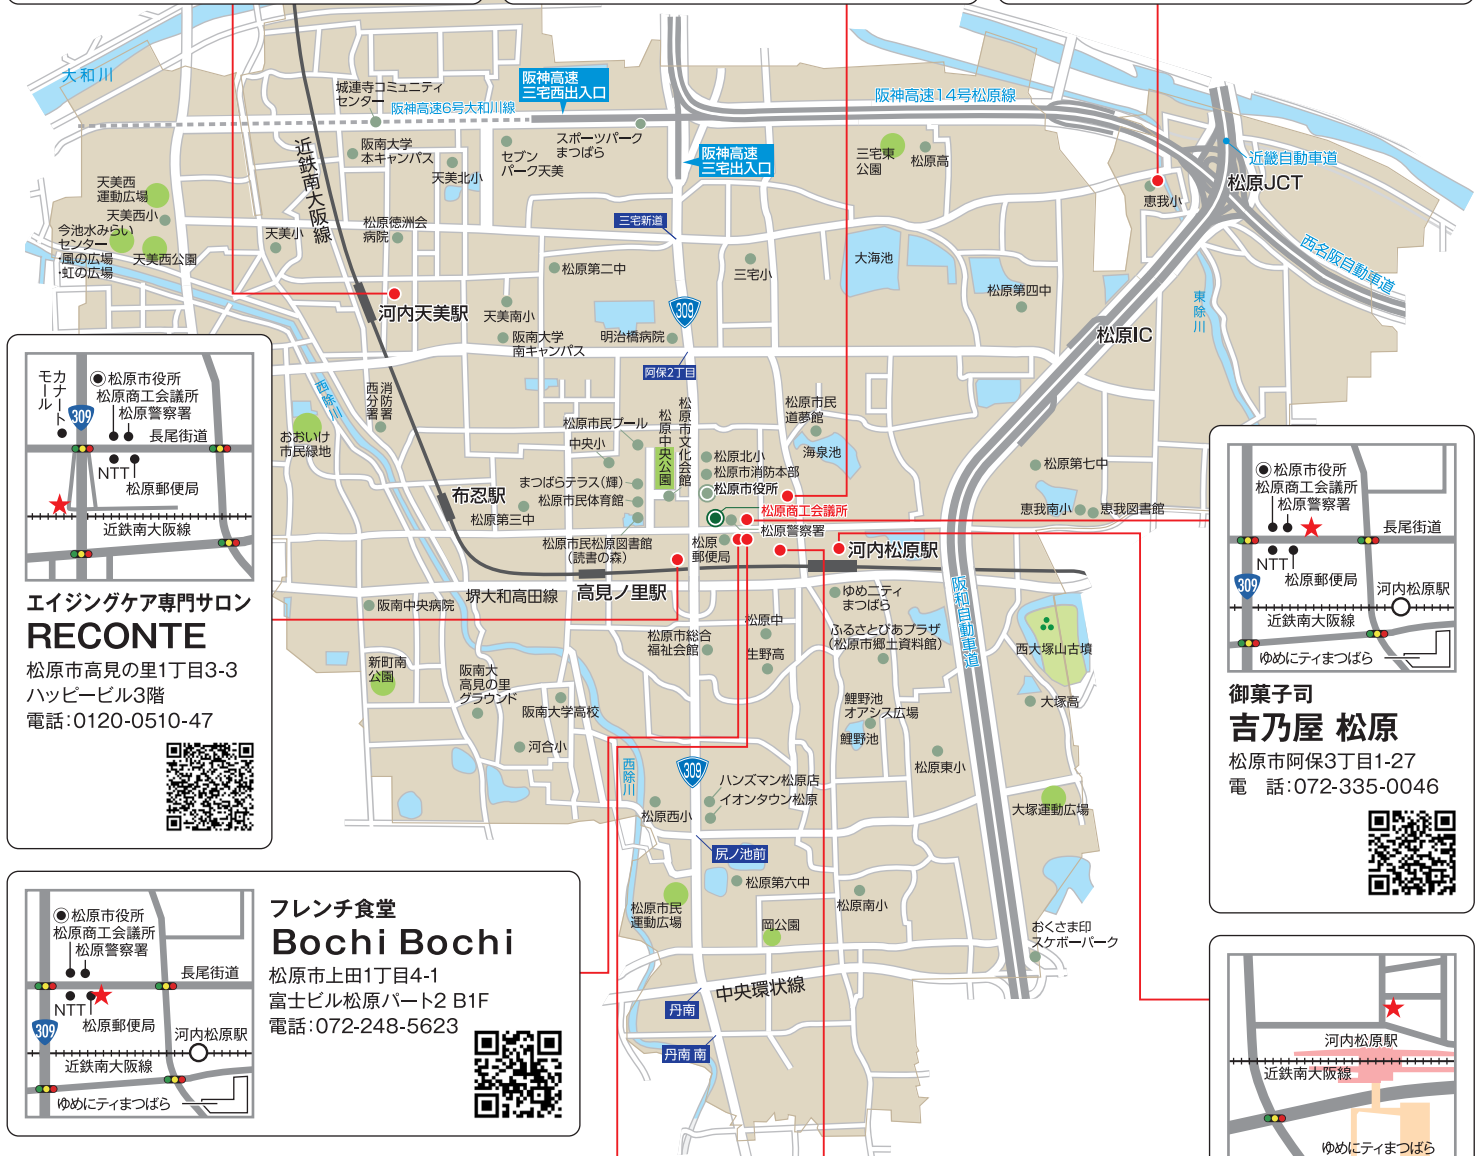 大和川
城連寺コミュニティ
センター
阪神高速6号大和川線
阪神高速
三宅西出入口
阪神高速14号松原線
近鉄南大阪線
阪南大学
本キャンパス
天美北小
セブン
パーク天美
スポーツパーク
まつばら
阪神高速
三宅出入口
三宅東
公園
松原高
近畿自動車道
松原JCT
恵我小
天美西
運動広場
天美西小
今池水みらい
センター
・風の広場
・虹の広場
天美西公園
天美小
松原徳洲会
病院
三宅新道
西名阪自動車道
松原第二中
三宅小
大海池
松原第四中
東除川
河内天美駅
天美南小
阪南大学
南キャンパス
明治橋病院
309
松原IC
阿保2丁目
西除川
消防署
西分署
おおいけ
市民緑地
松原市民プール
中央小
松原中央公園
松原市文化会館
松原市民
道夢館
海泉池
松原北小
松原市消防本部
松原市役所
松原第七中
まつばらテラス(輝)
松原市民体育館
布忍駅
松原第三中
松原商工会議所
松原警察署
恵我南小
恵我図書館
松原市民松原図書館
(読書の森)
松原
郵便局
河内松原駅
高見ノ里駅
堺大和高田線
阪南中央病院
阪和自動車道
ゆめニティ
まつばら
松原中
松原市総合
福祉会館
生野高
ふるさとぴあプラザ
(松原市郷土資料館)
西大塚山古墳
新町南
公園
阪南大
高見の里
グラウンド
阪南大学高校
鯉野池
オアシス広場
鯉野池
大塚高
河合小
松原東小
西除川
309
ハンズマン松原店
イオンタウン松原
松原西小
大塚運動広場
尻ノ池前
松原第六中
松原市民
運動広場
松原南小
岡公園
おくさま印
スケボーパーク
中央環状線
丹南
丹南 南
カナート
モール
松原市役所
松原商工会議所
松原警察署
309
長尾街道
NTT
松原郵便局
近鉄南大阪線
エイジングケア専門サロン
RECONTE
松原市高見の里1丁目3-3
ハッピービル3階
電話:0120-0510-47
松原市役所
松原商工会議所
松原警察署
長尾街道
NTT
松原郵便局
309
河内松原駅
近鉄南大阪線
ゆめにティまつばら
フレンチ食堂
Bochi Bochi
松原市上田1丁目4-1
富士ビル松原パート2 B1F
電話:072-248-5623
松原市役所
松原商工会議所
松原警察署
長尾街道
NTT
松原郵便局
309
河内松原駅
近鉄南大阪線
ゆめにティまつばら
御菓子司
吉乃屋 松原
松原市阿保3丁目1-27
電 話:072-335-0046
河内松原駅
近鉄南大阪線
ゆめにティまつばら